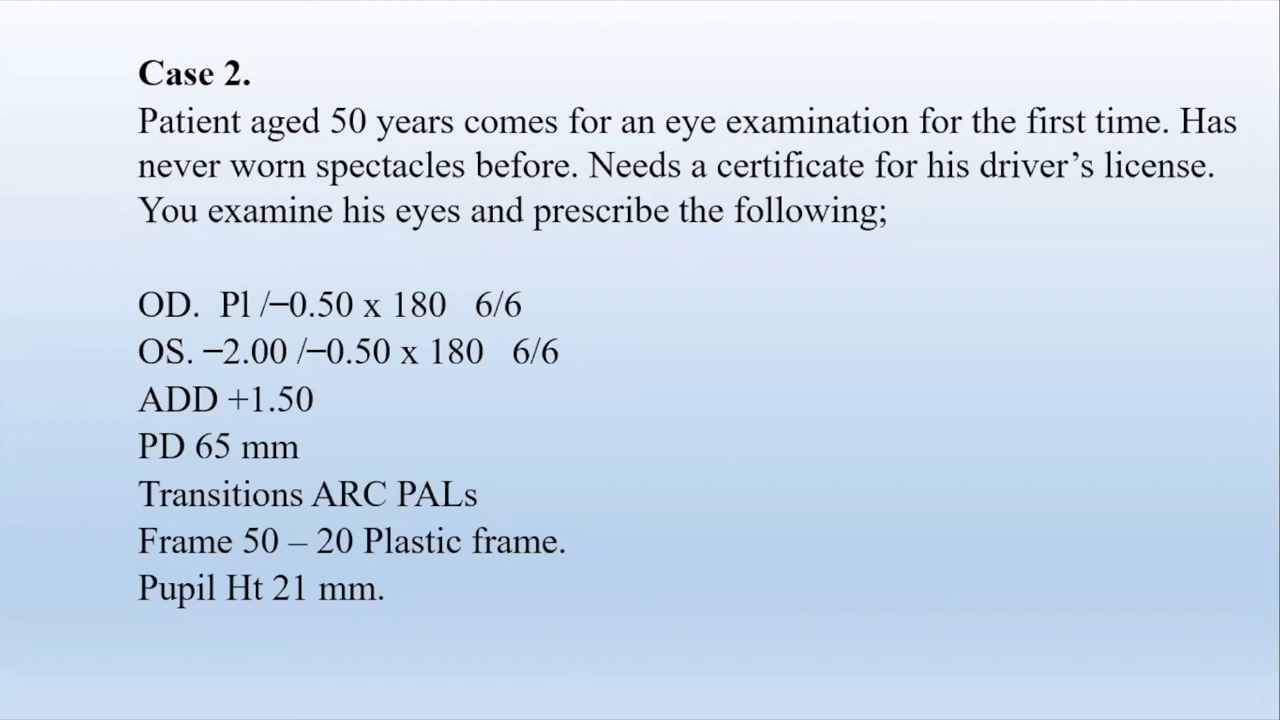 Case 2.
Patient aged 50 years comes for an eye examination for the first time. Has
never worn spectacles before. Needs a certificate for his driver’s license.
You examine his eyes and prescribe the following;
OD. Pl /−0.50 x 180 6/6
OS. −2.00 /−0.50 x 180 6/6
ADD +1.50
PD 65 mm
Transitions ARC PALs
Frame 50 – 20 Plastic frame.
Pupil Ht 21 mm.